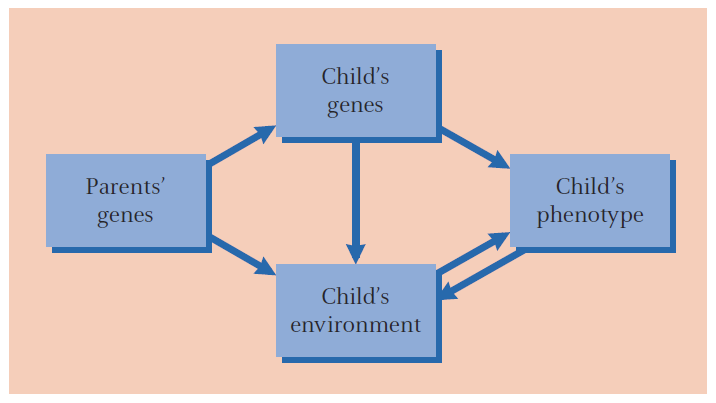 Child’s
genes
Parents’
genes
Child’s
phenotype
Child’s
environment